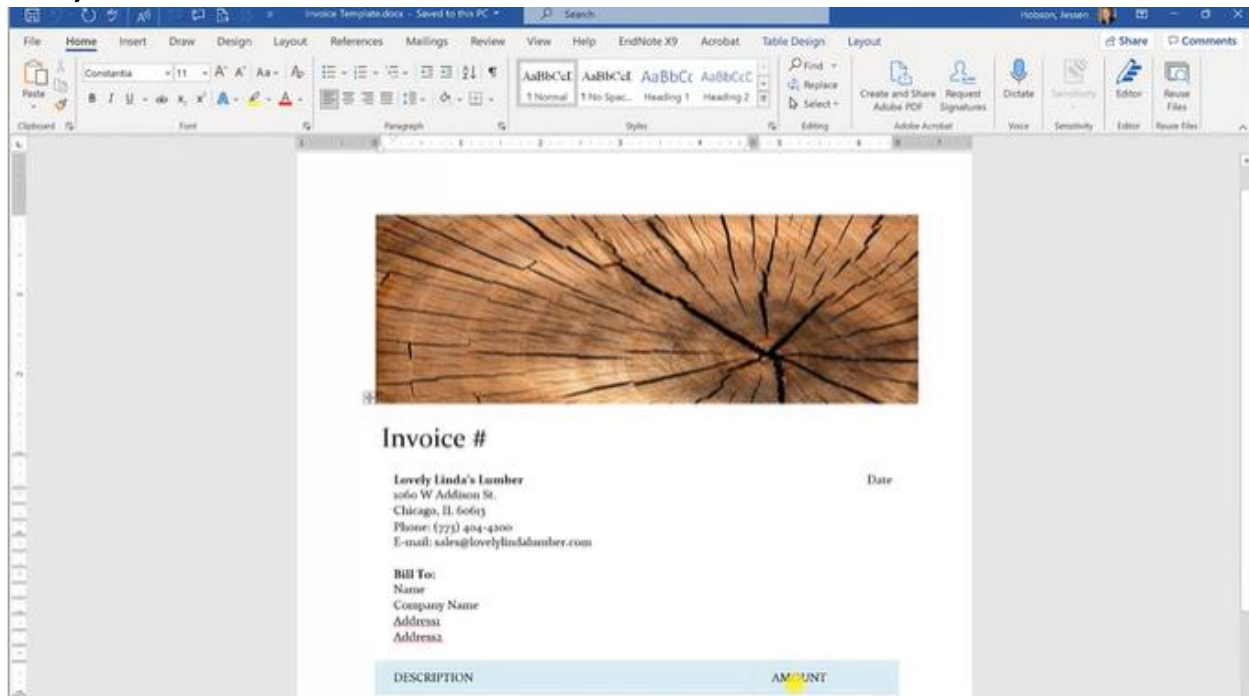 Invoice Template.docx - Saved to this PC
Search
Hobson, Jessen
File Home Insert Draw Design Layout References Mailings Review View Help EndNote X9 Acrobat Table Design Layout
Share Comments
Paste
Constantia 11
Aa
B I U ab x x A A
AaBbCcI AaBbCcI AaBbCc AaBbCcC
¶ Normal ¶ No Spac... Heading 1 Heading 2
Find
Replace
Select
Create and Share Adobe PDF
Request Signatures
Dictate
Sensitivity
Editor
Reuse Files
Clipboard Font Paragraph Styles Editing Adobe Acrobat Voice Sensitivity Editor Reuse Files
Invoice #
Lovely Linda's Lumber Date
1060 W Addison St.
Chicago, IL 60613
Phone: (773) 404-4200
E-mail: sales@lovelylindalumber.com
Bill To:
Name
Company Name
Address1
Address2
DESCRIPTION AMOUNT